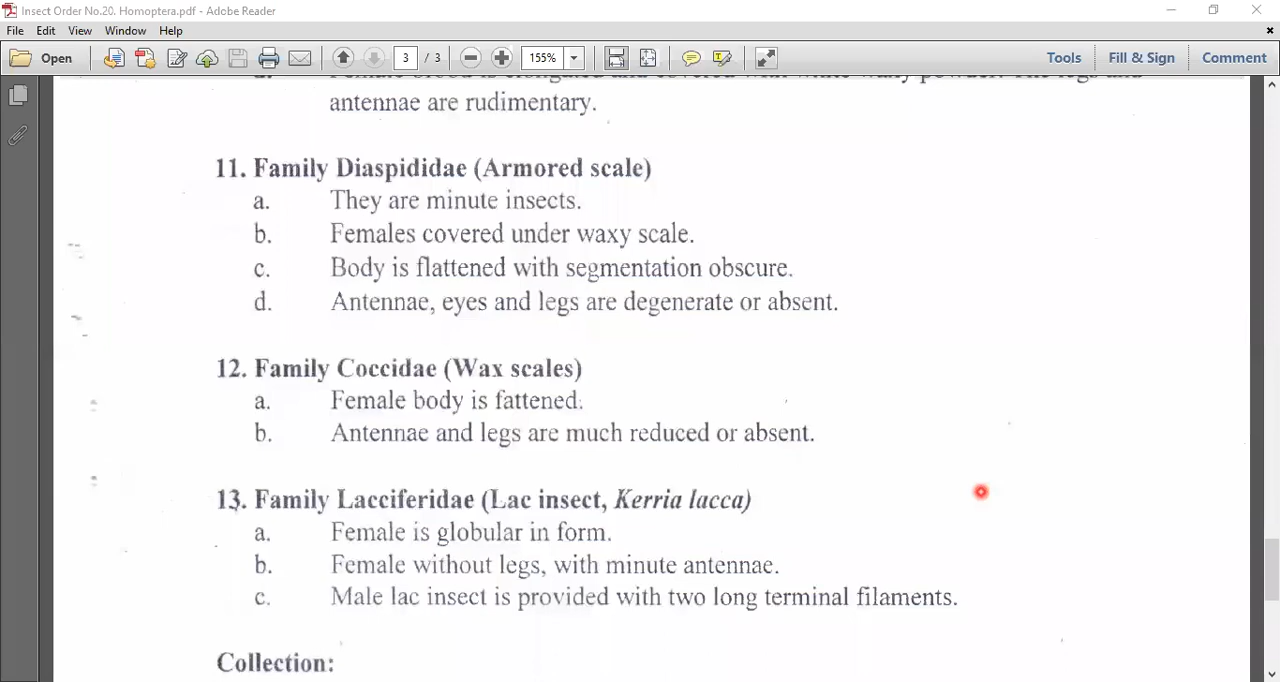 Insect Order No.20. Homoptera.pdf - Adobe Reader
File Edit View Window Help
Open 3 / 3 155% Tools Fill & Sign Comment
antennae are rudimentary.
11. Family Diaspididae (Armored scale)
a. They are minute insects.
b. Females covered under waxy scale.
c. Body is flattened with segmentation obscure.
d. Antennae, eyes and legs are degenerate or absent.
12. Family Coccidae (Wax scales)
a. Female body is fattened.
b. Antennae and legs are much reduced or absent.
13. Family Lacciferidae (Lac insect, Kerria lacca)
a. Female is globular in form.
b. Female without legs, with minute antennae.
c. Male lac insect is provided with two long terminal filaments.
Collection: